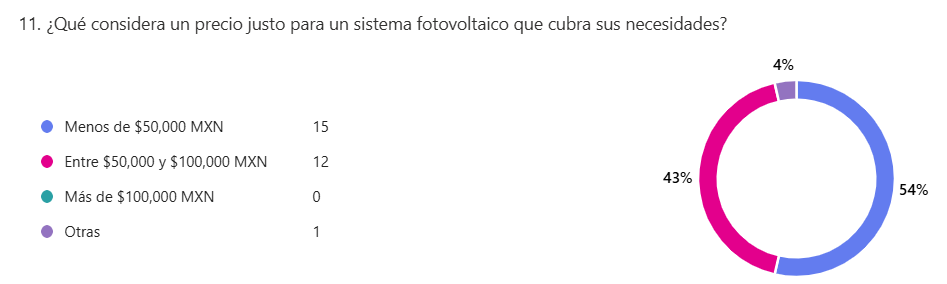 11. ¿Qué considera un precio justo para un sistema fotovoltaico que cubra sus necesidades?
Menos de $50,000 MXN 15
Entre $50,000 y $100,000 MXN 12
Más de $100,000 MXN 0
Otras 1
4%
43%
54%